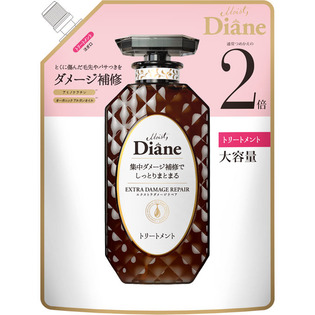 Moist
Diâne
とくに傷んだ毛先やパサつきを
ダメージ補修
通常つめかえの
2倍
トリートメント
大容量
Moist
Diâne
集中ダメージ補修で
しっとりまとまる
EXTRA DAMAGE REPAIR
エクストラダメージリペア
トリートメント